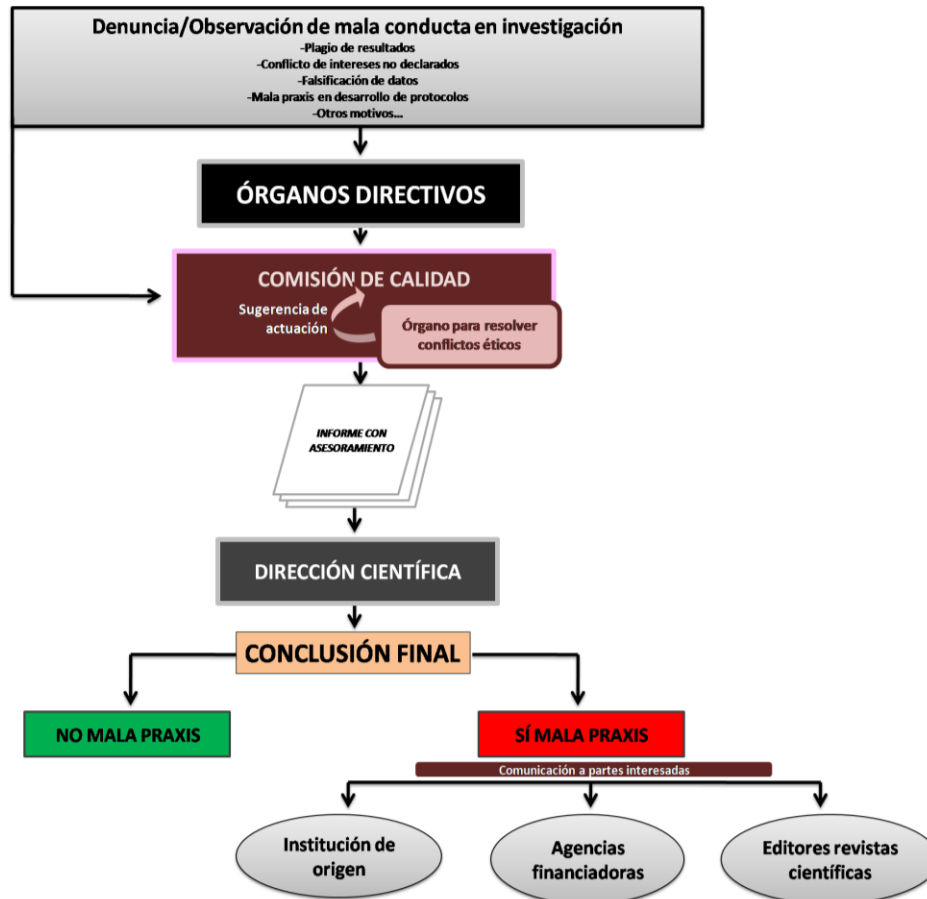 Denuncia/Observación de mala conducta en investigación
-Plagio de resultados
-Conflicto de intereses no declarados
-Falsificación de datos
-Mala praxis en desarrollo de protocolos
-Otros motivos...
ÓRGANOS DIRECTIVOS
COMISIÓN DE CALIDAD
Sugerencia de
actuación
Órgano para resolver
conflictos éticos
INFORME CON
ASESORAMIENTO
DIRECCIÓN CIENTÍFICA
CONCLUSIÓN FINAL
NO MALA PRAXIS
SÍ MALA PRAXIS
Comunicación a partes interesadas
Institución de
origen
Agencias
financiadoras
Editores revistas
científicas